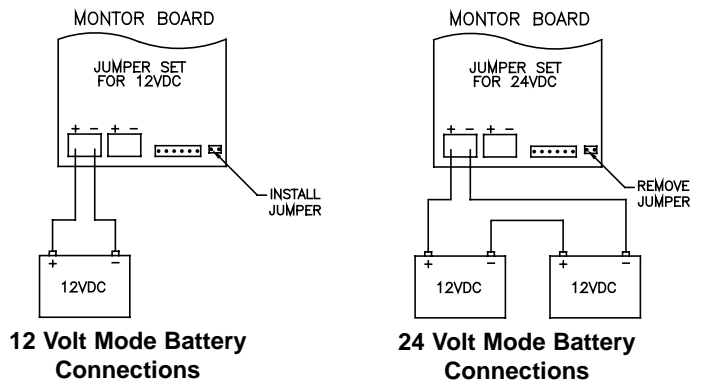 MONTOR BOARD
JUMPER SET
FOR 12VDC
+ − + −
INSTALL
JUMPER
+ −
12VDC
12 Volt Mode Battery
Connections
MONTOR BOARD
JUMPER SET
FOR 24VDC
+ − + −
REMOVE
JUMPER
+ − + −
12VDC 12VDC
24 Volt Mode Battery
Connections